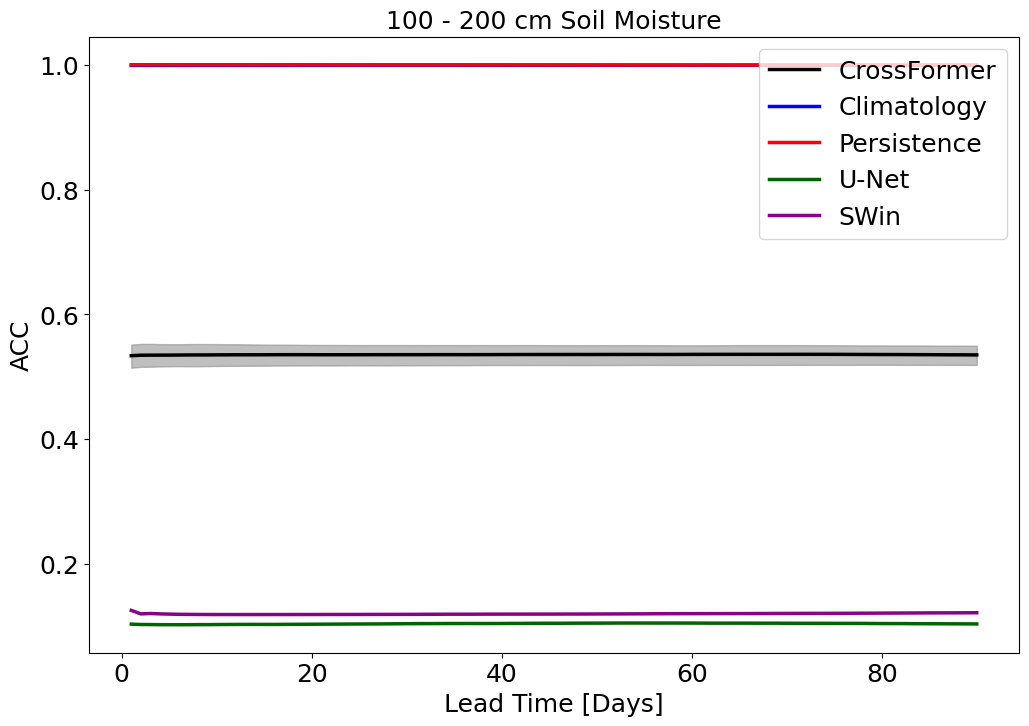 100 - 200 cm Soil Moisture
1.0
0.8
0.6
0.4
0.2
ACC
CrossFormer
Climatology
Persistence
U-Net
SWin
0 20 40 60 80
Lead Time [Days]